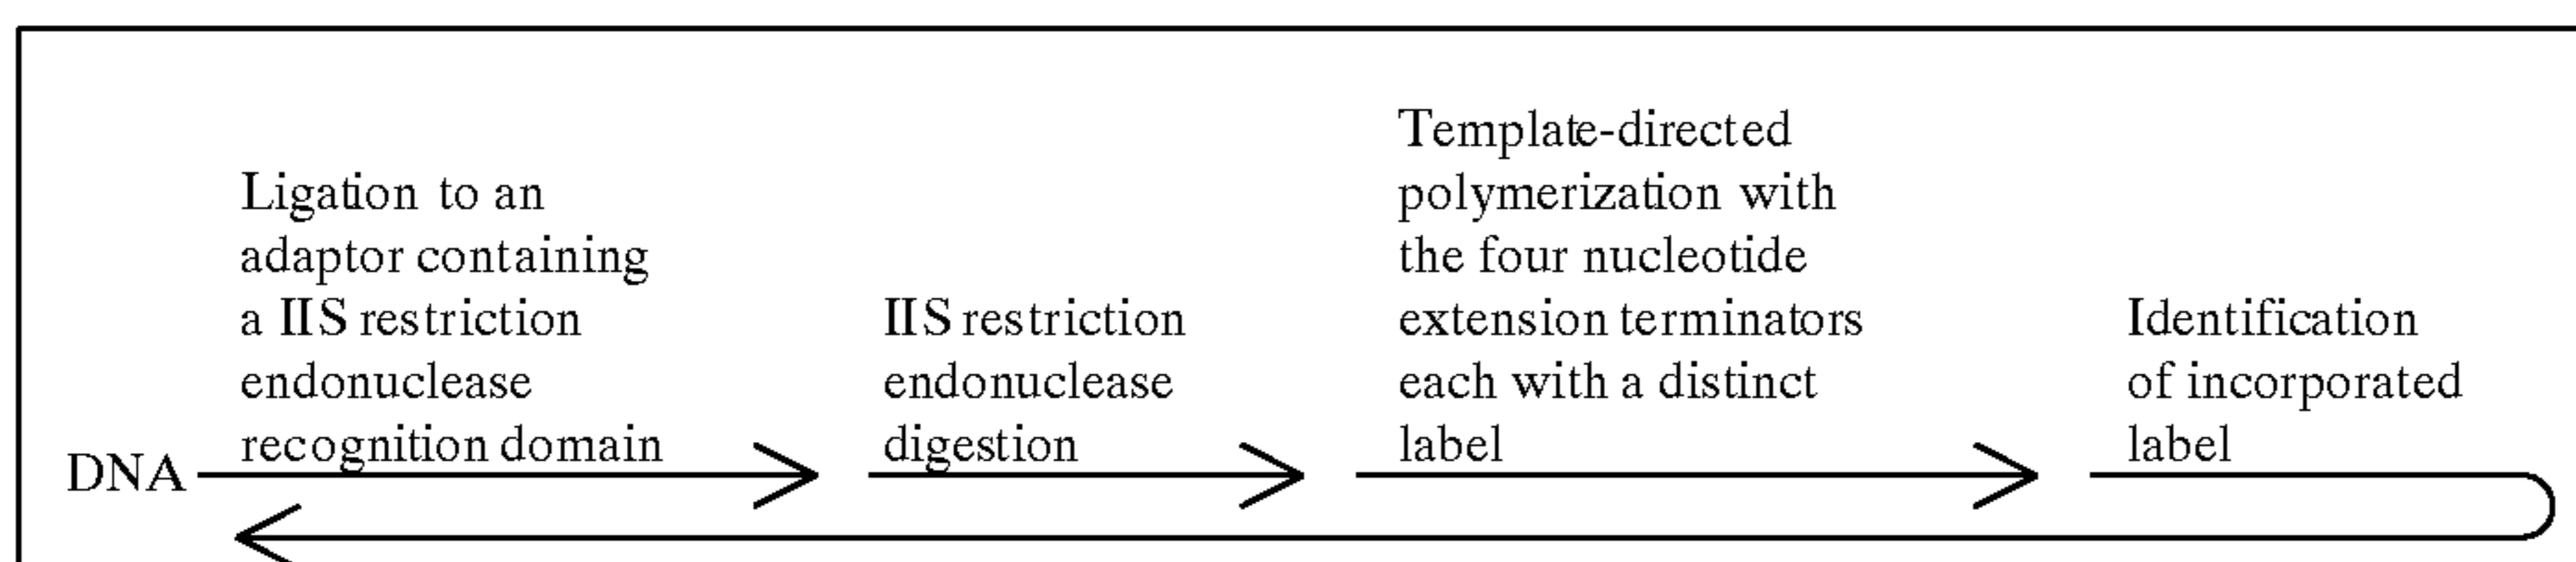 DNA
Ligation to an
adaptor containing
a IIS restriction
endonuclease
recognition domain
IIS restriction
endonuclease
digestion
Template-directed
polymerization with
the four nucleotide
extension terminators
each with a distinct
label
Identification
of incorporated
label